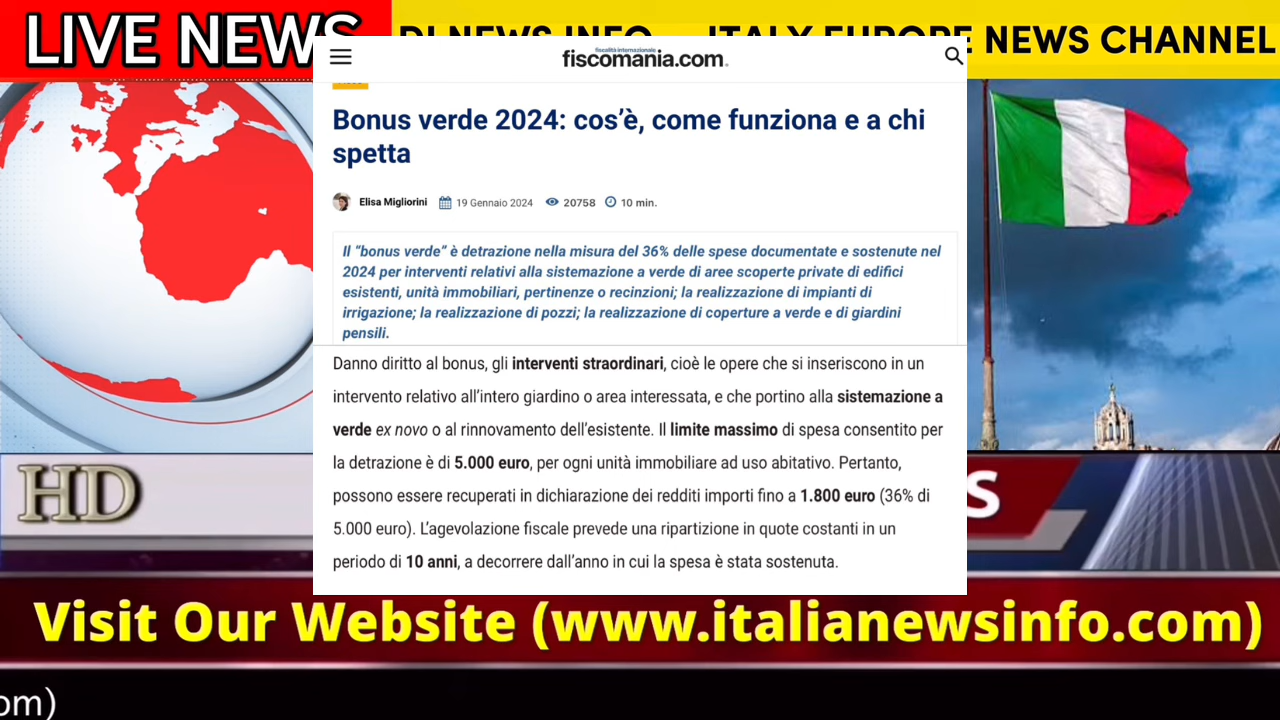 LIVE NEWS
DI NEWS INFO
ITALY EUROPE NEWS CHANNEL
fiscalità internazionale
fiscomania.com
Bonus verde 2024: cos’è, come funziona e a chi
spetta
Elisa Migliorini 19 Gennaio 2024 20758 10 min.
Il “bonus verde” è detrazione nella misura del 36% delle spese documentate e sostenute nel
2024 per interventi relativi alla sistemazione a verde di aree scoperte private di edifici
esistenti, unità immobiliari, pertinenze o recinzioni; la realizzazione di impianti di
irrigazione; la realizzazione di pozzi; la realizzazione di coperture a verde e di giardini
pensili.
Danno diritto al bonus, gli interventi straordinari, cioè le opere che si inseriscono in un
intervento relativo all’intero giardino o area interessata, e che portino alla sistemazione a
verde ex novo o al rinnovamento dell’esistente. Il limite massimo di spesa consentito per
la detrazione è di 5.000 euro, per ogni unità immobiliare ad uso abitativo. Pertanto,
possono essere recuperati in dichiarazione dei redditi importi fino a 1.800 euro (36% di
5.000 euro). L’agevolazione fiscale prevede una ripartizione in quote costanti in un
periodo di 10 anni, a decorrere dall’anno in cui la spesa è stata sostenuta.
HD
S
Visit Our Website (www.italianewsinfo.com)
om)